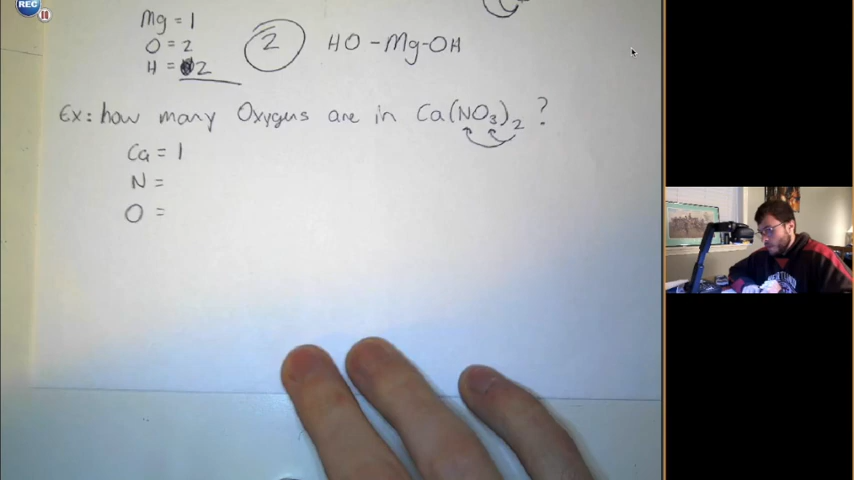 REC
Mg = 1
O = 2
H = 2
2
HO-Mg-OH
Ex: how many Oxygens are in Ca(NO3)2 ?
Ca = 1
N =
O =